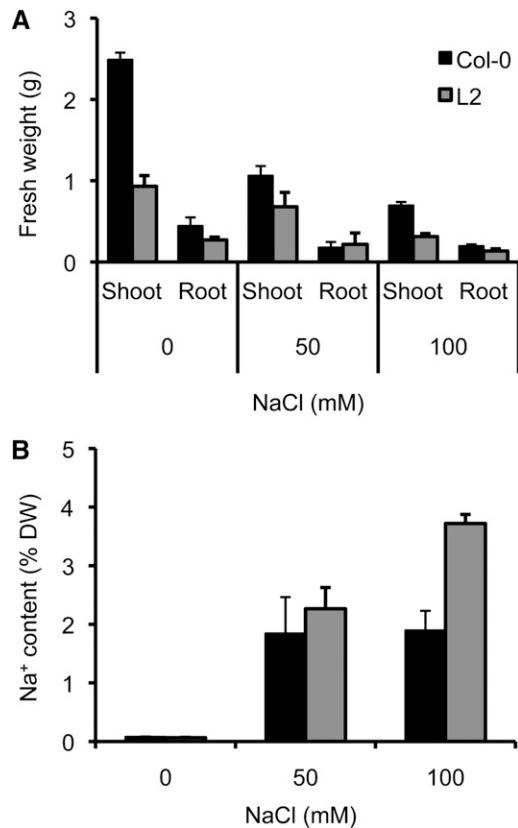 A
3
2
1
0
Fresh weight (g)
Col-0
L2
Shoot Root Shoot Root Shoot Root
0 50 100
NaCl (mM)
B
5
4
3
2
1
0
Na⁺ content (% DW)
0 50 100
NaCl (mM)